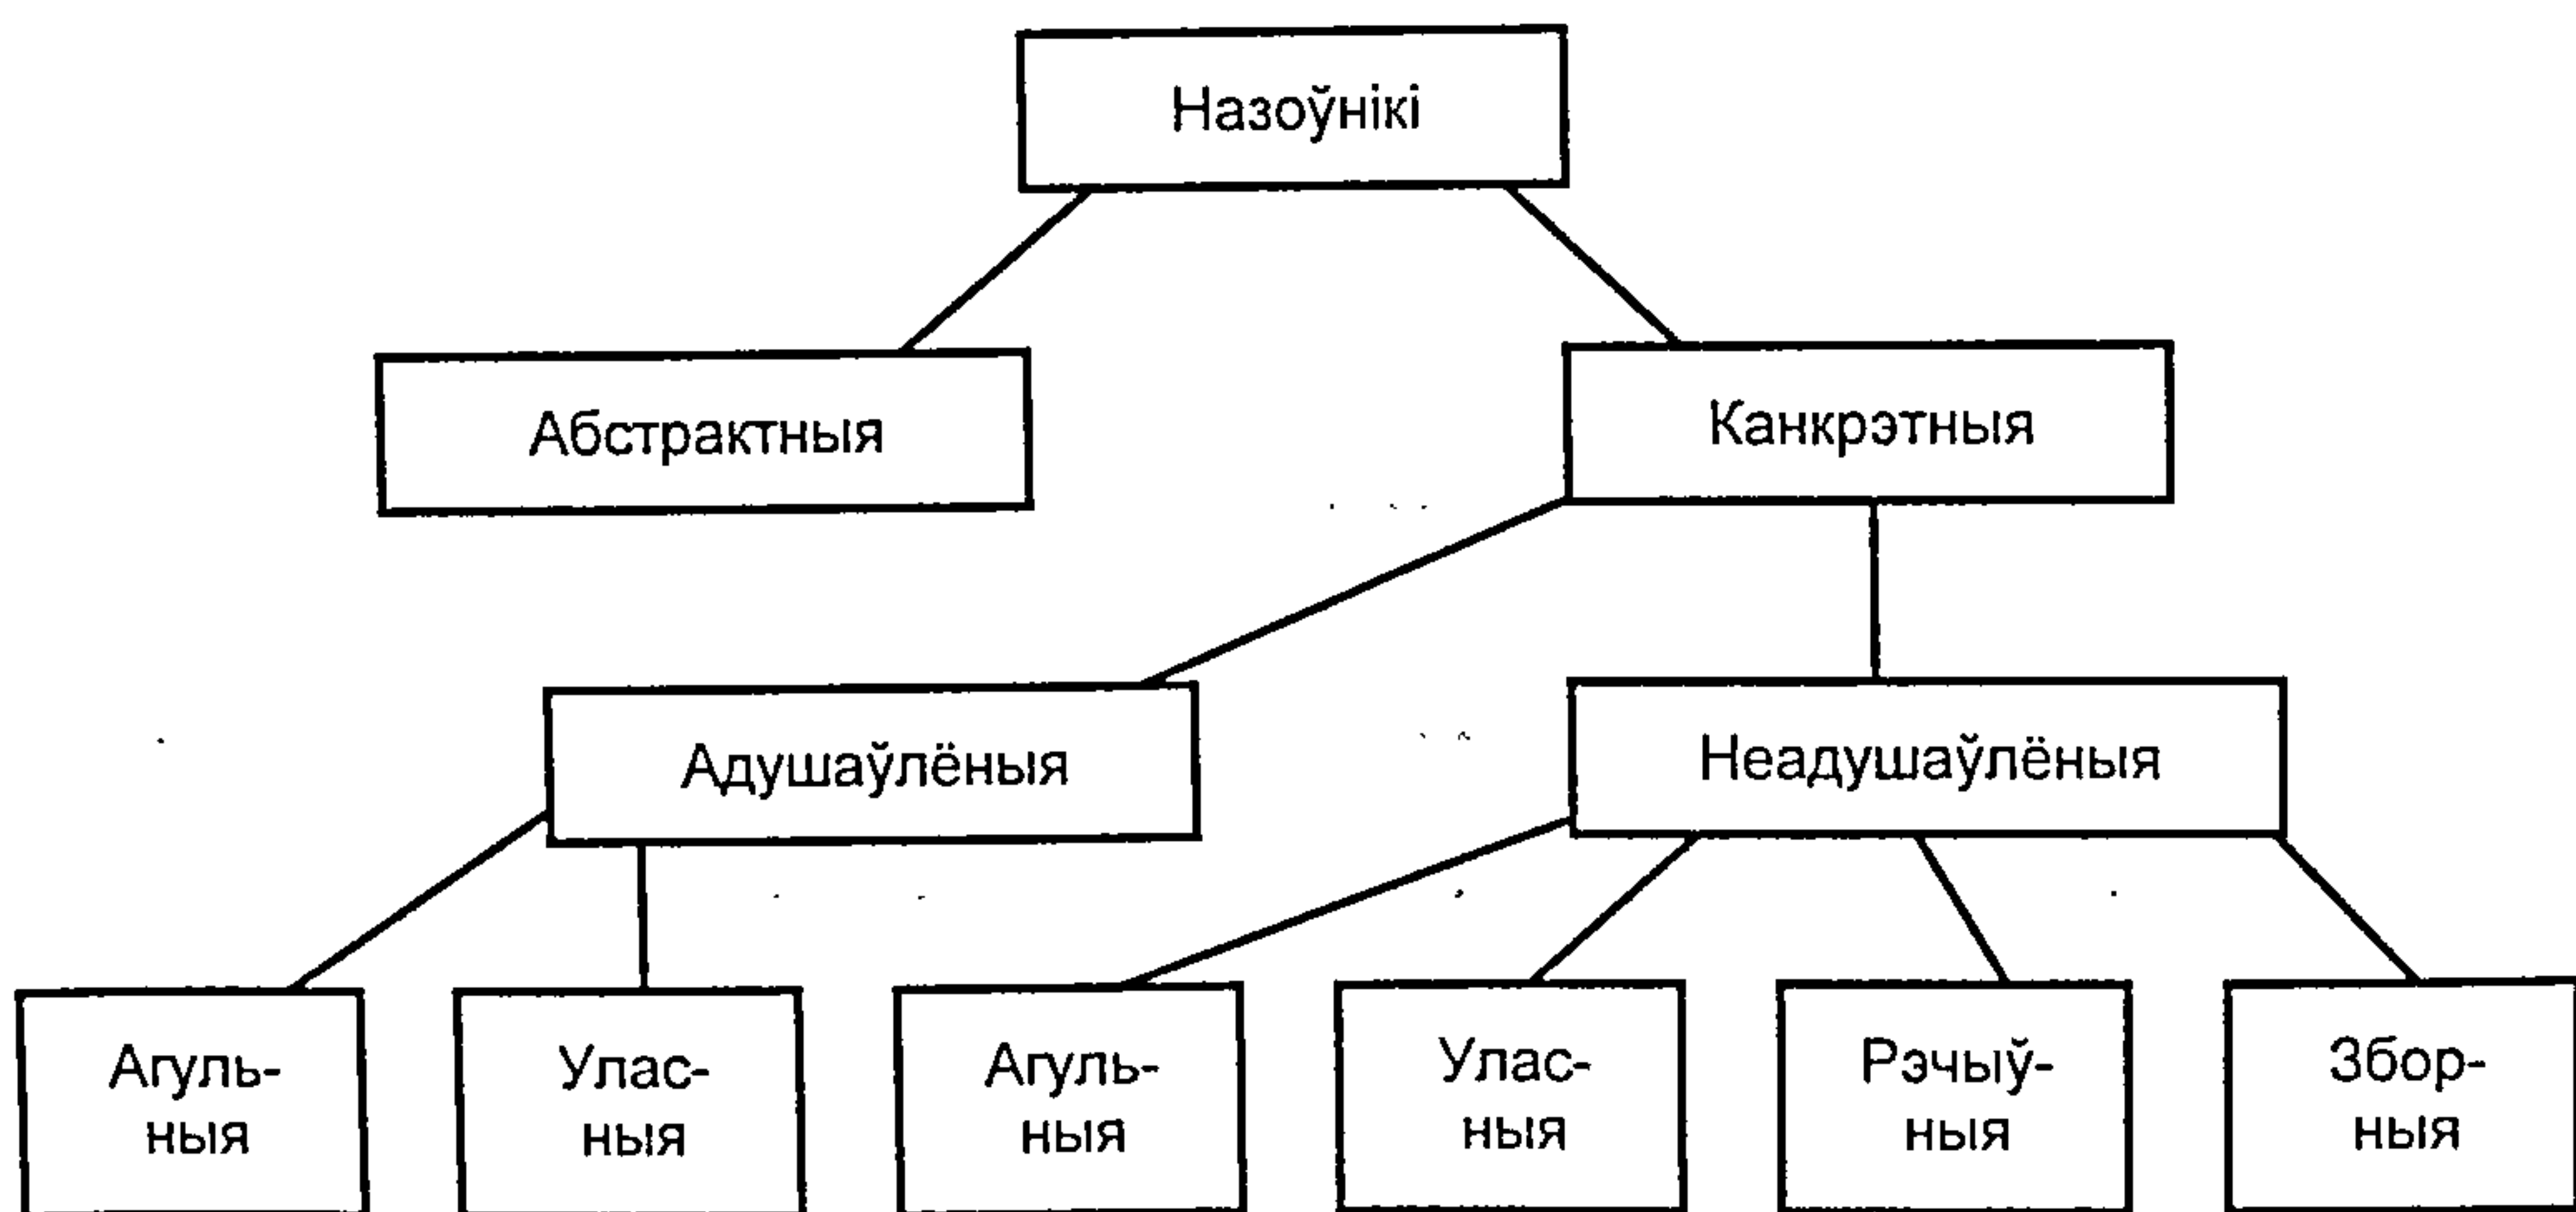 Назоўнікі
Абстрактныя
Канкрэтныя
Адушаўлёныя
Неадушаўлёныя
Агуль-
ныя
Улас-
ныя
Агуль-
ныя
Улас-
ныя
Рэчыў-
ныя
Збор-
ныя